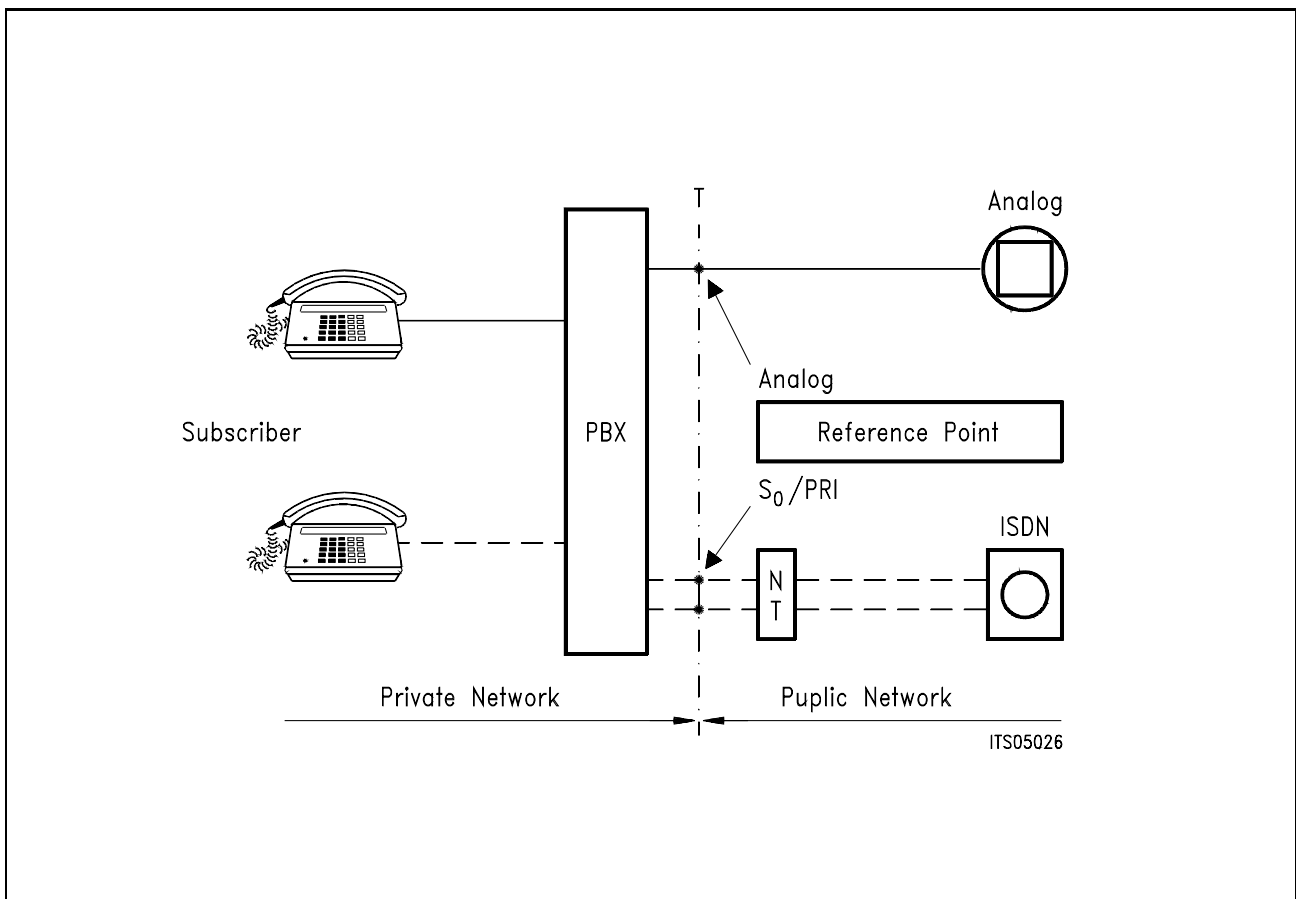 T
Analog
Analog
Subscriber
PBX
Reference Point
S0/PRI
ISDN
N
T
Private Network
Puplic Network
ITS05026